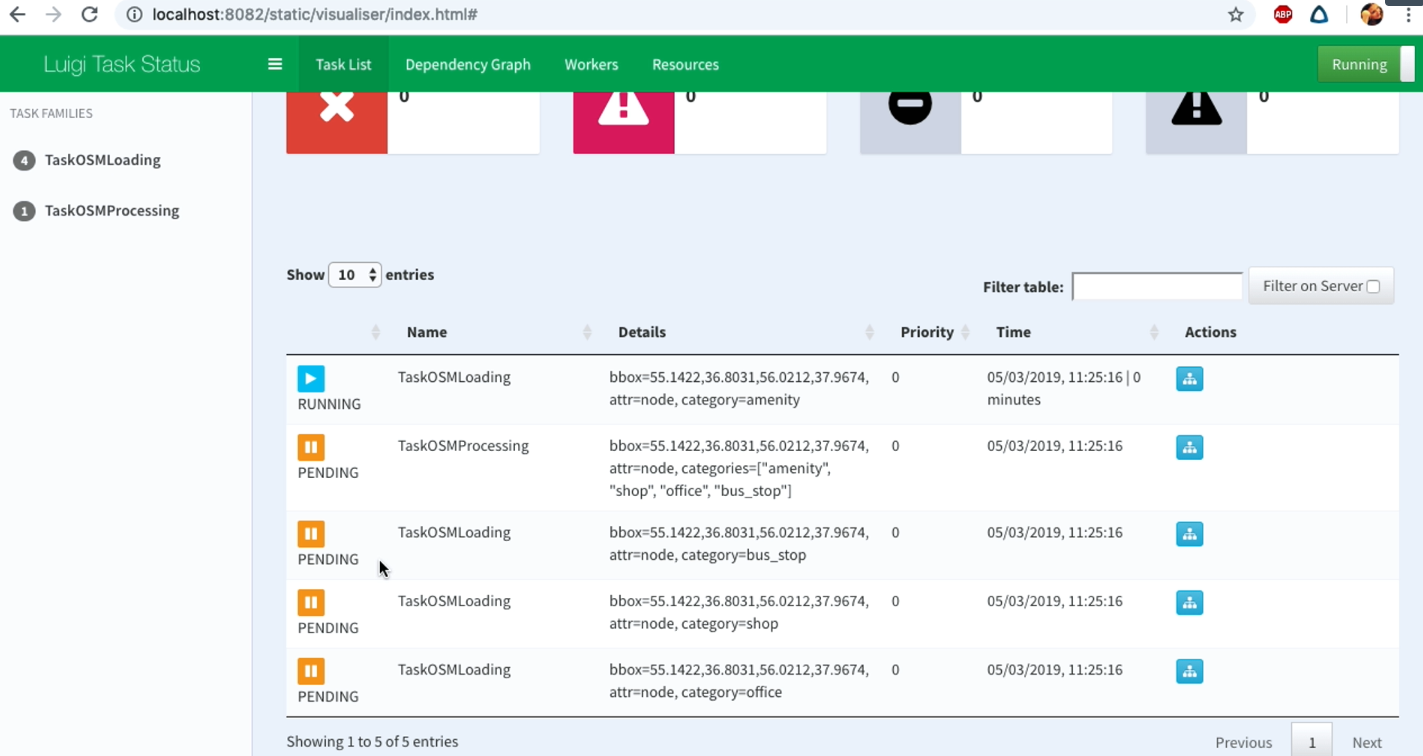 localhost:8082/static/visualiser/index.html#
ABP
Luigi Task Status
Task List
Dependency Graph
Workers
Resources
Running
TASK FAMILIES
4 TaskOSMLoading
1 TaskOSMProcessing
0
0
0
0
Show 10 entries
Filter table:
Filter on Server
Name Details Priority Time Actions
RUNNING
TaskOSMLoading
bbox=55.1422,36.8031,56.0212,37.9674,
attr=node, category=amenity
0
05/03/2019, 11:25:16 | 0
minutes
PENDING
TaskOSMProcessing
bbox=55.1422,36.8031,56.0212,37.9674,
attr=node, categories=["amenity",
"shop", "office", "bus_stop"]
0
05/03/2019, 11:25:16
PENDING
TaskOSMLoading
bbox=55.1422,36.8031,56.0212,37.9674,
attr=node, category=bus_stop
0
05/03/2019, 11:25:16
PENDING
TaskOSMLoading
bbox=55.1422,36.8031,56.0212,37.9674,
attr=node, category=shop
0
05/03/2019, 11:25:16
PENDING
TaskOSMLoading
bbox=55.1422,36.8031,56.0212,37.9674,
attr=node, category=office
0
05/03/2019, 11:25:16
Showing 1 to 5 of 5 entries
Previous 1 Next